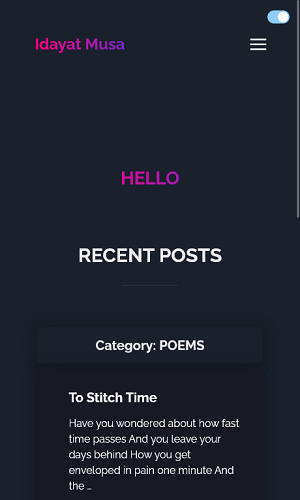 Idayat Musa
HELLO
RECENT POSTS
Category: POEMS
To Stitch Time
Have you wondered about how fast
time passes And you leave your
days behind How you get
enveloped in pain one minute And
the ...